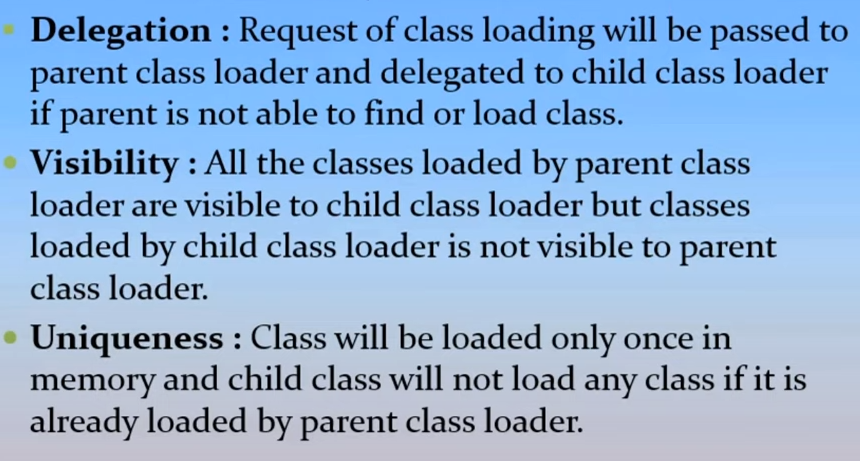 Delegation : Request of class loading will be passed to
parent class loader and delegated to child class loader
if parent is not able to find or load class.
Visibility : All the classes loaded by parent class
loader are visible to child class loader but classes
loaded by child class loader is not visible to parent
class loader.
Uniqueness : Class will be loaded only once in
memory and child class will not load any class if it is
already loaded by parent class loader.